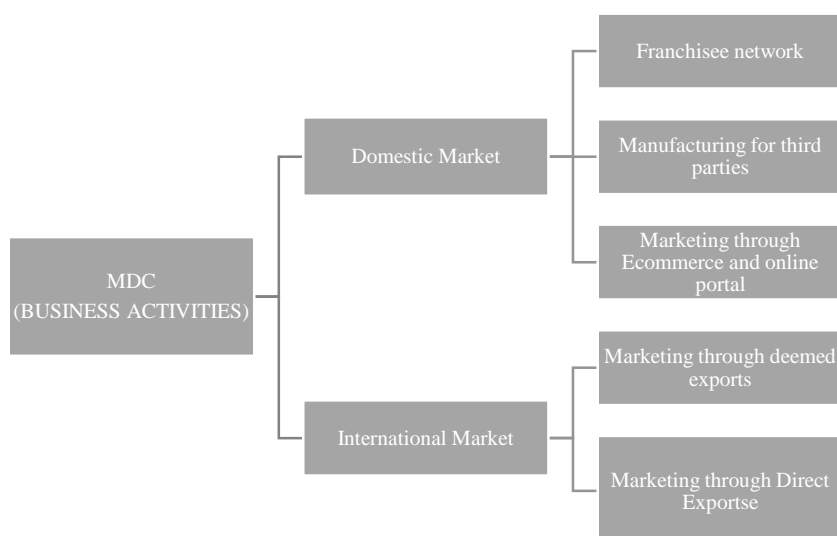 MDC
(BUSINESS ACTIVITIES)
Domestic Market
Franchisee network
Manufacturing for third
parties
Marketing through
Ecommerce and online
portal
International Market
Marketing through deemed
exports
Marketing through Direct
Exportse